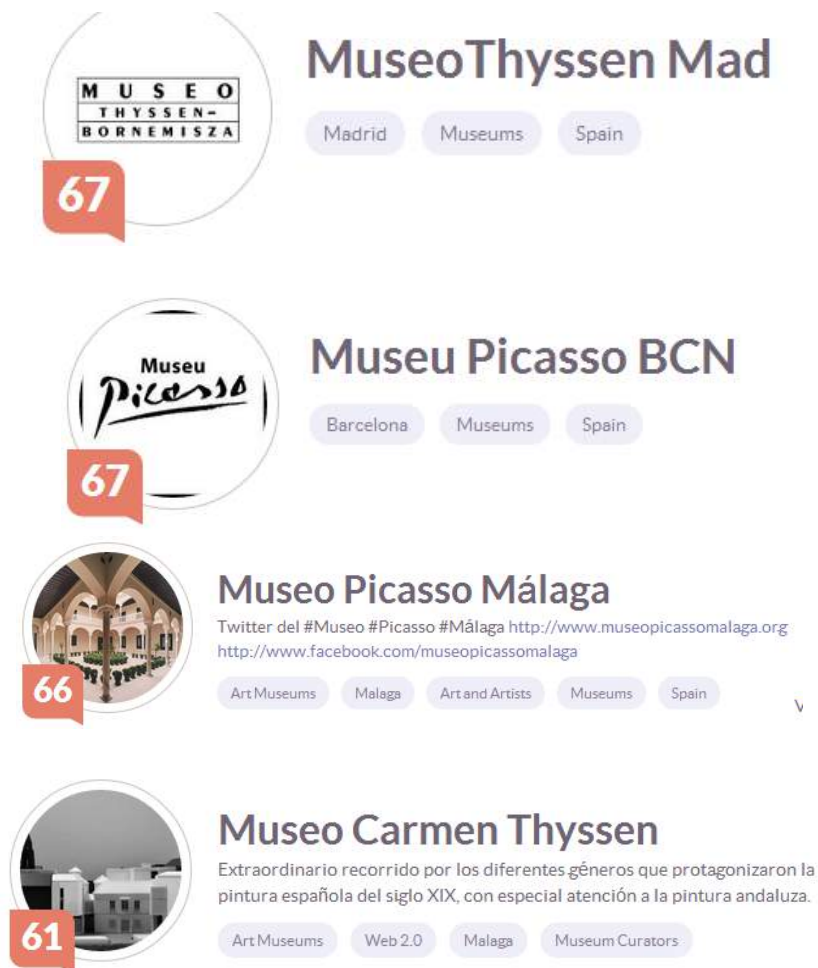 MUSEO
THYSSEN-
BORNEMISZA
67
MuseoThyssen Mad
Madrid Museums Spain
Museu
Picasso
67
Museu Picasso BCN
Barcelona Museums Spain
66
Museo Picasso Málaga
Twitter del #Museo #Picasso #Málaga http://www.museopicassomalaga.org
http://www.facebook.com/museopicassomalaga
Art Museums Malaga Art and Artists Museums Spain
61
Museo Carmen Thyssen
Extraordinario recorrido por los diferentes géneros que protagonizaron la
pintura española del siglo XIX, con especial atención a la pintura andaluza.
Art Museums Web 2.0 Malaga Museum Curators